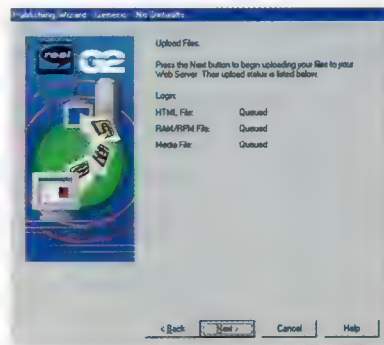 Publishing Wizard - Generic - No Defaults
real G2
Upload Files
Press the Next button to begin uploading your files to your
Web Server. Their upload status is listed below.
Login:
HTML File: Queued
RAM/RPM File: Queued
Media File: Queued
< Back
Next >
Cancel
Help